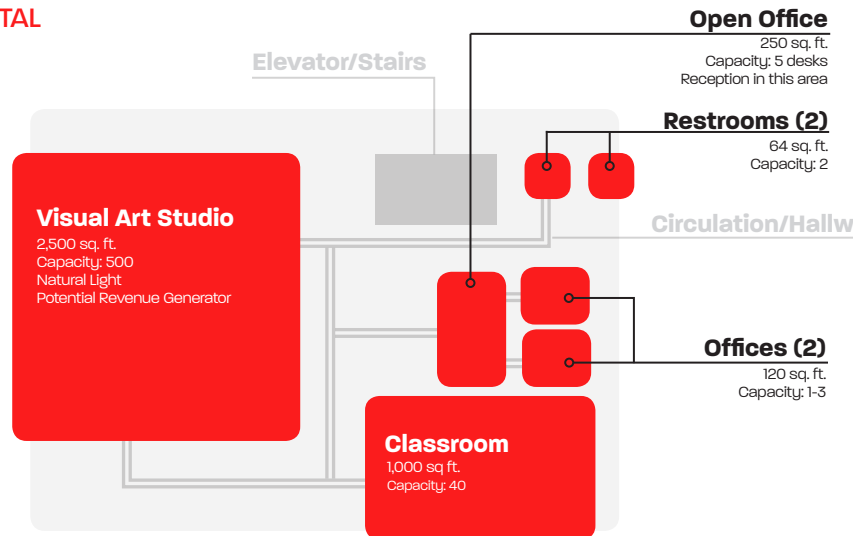 Open Office
250 sq. ft.
Capacity: 5 desks
Reception in this area
Elevator/Stairs
Restrooms (2)
64 sq. ft.
Capacity: 2
Visual Art Studio
2,500 sq. ft.
Capacity: 500
Natural Light
Potential Revenue Generator
Circulation/Hallw
Offices (2)
120 sq. ft.
Capacity: 1-3
Classroom
1,000 sq ft.
Capacity: 40